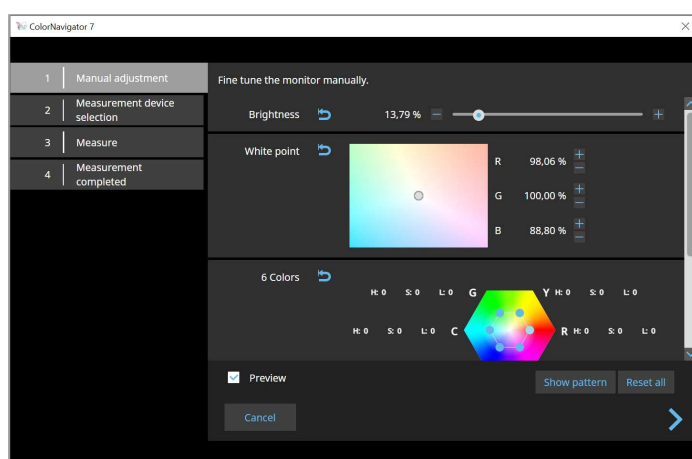 ColorNavigator 7
1 Manual adjustment
2 Measurement device
selection
3 Measure
4 Measurement
completed
Fine tune the monitor manually.
Brightness 13,79 %
White point
R 98,06 %
G 100,00 %
B 88,80 %
6 Colors
H: 0 S: 0 L: 0 G Y H: 0 S: 0 L: 0
H: 0 S: 0 L: 0 C R H: 0 S: 0 L: 0
Preview
Show pattern Reset all
Cancel